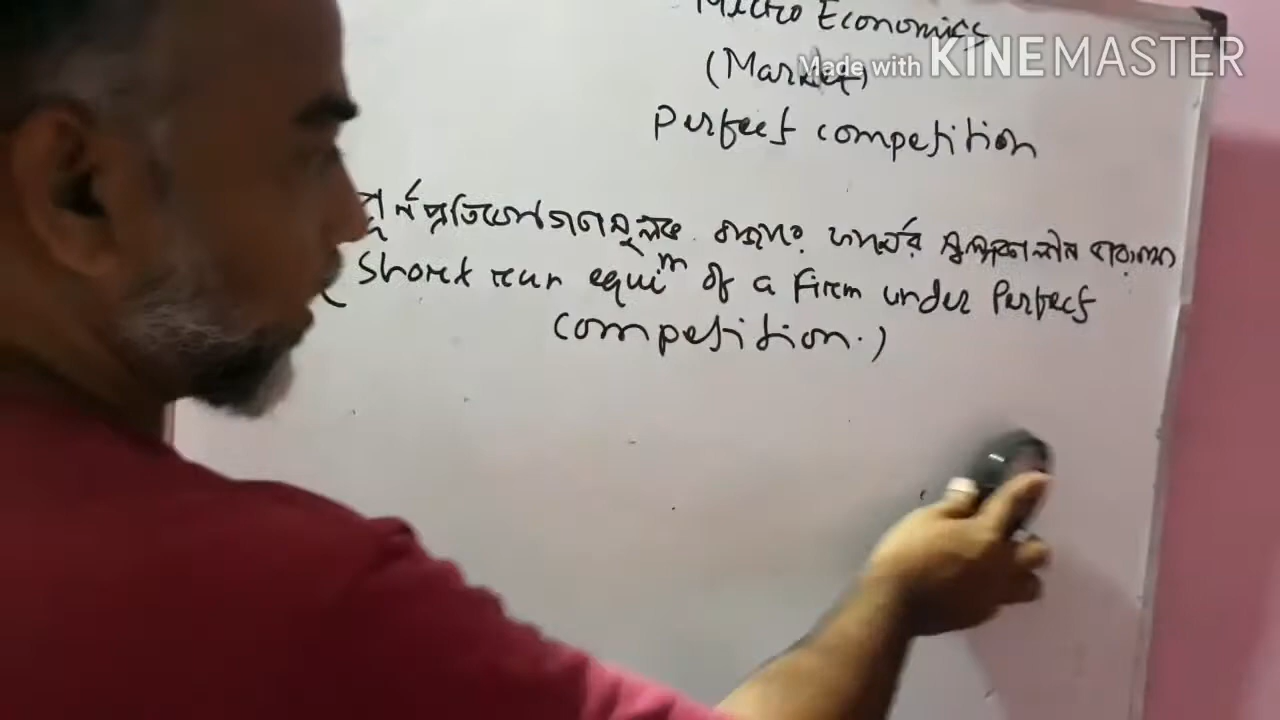 Micro Economics
(Market)
Made with KINEMASTER
Perfect competition
পূর্ণপ্রতিযোগিতামূলক বাজারে ফার্মের স্বল্পকালীন ভারসাম্য
(Short run equi^m of a firm under Perfect
competition.)